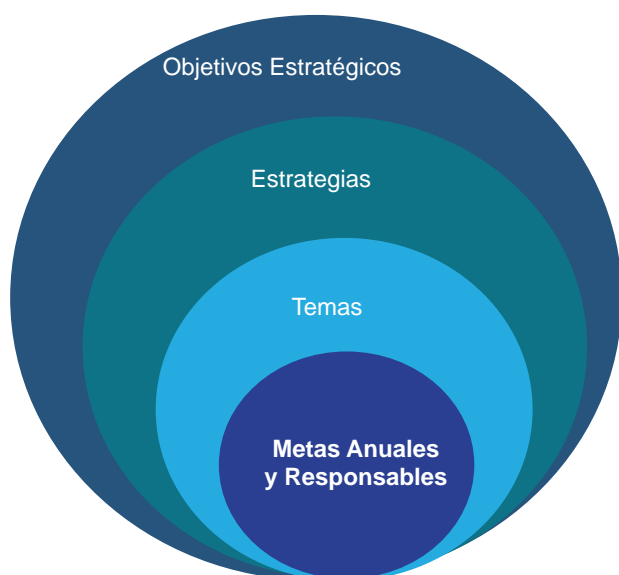 Objetivos Estratégicos
Estrategias
Temas
Metas Anuales
y Responsables